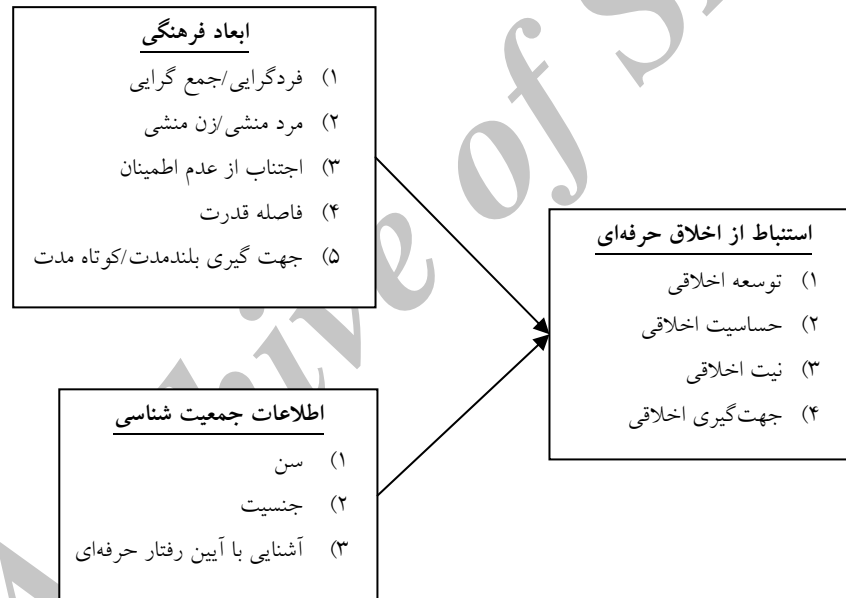 ابعاد فرهنگی
۱) فردگرایی/جمع گرایی
۲) مرد منشی/زن منشی
۳) اجتناب از عدم اطمینان
۴) فاصله قدرت
۵) جهت گیری بلندمدت/کوتاه مدت
استنباط از اخلاق حرفه‌ای
۱) توسعه اخلاقی
۲) حساسیت اخلاقی
۳) نیت اخلاقی
۴) جهت‌گیری اخلاقی
اطلاعات جمعیت شناسی
۱) سن
۲) جنسیت
۳) آشنایی با آیین رفتار حرفه‌ای
Archive of S